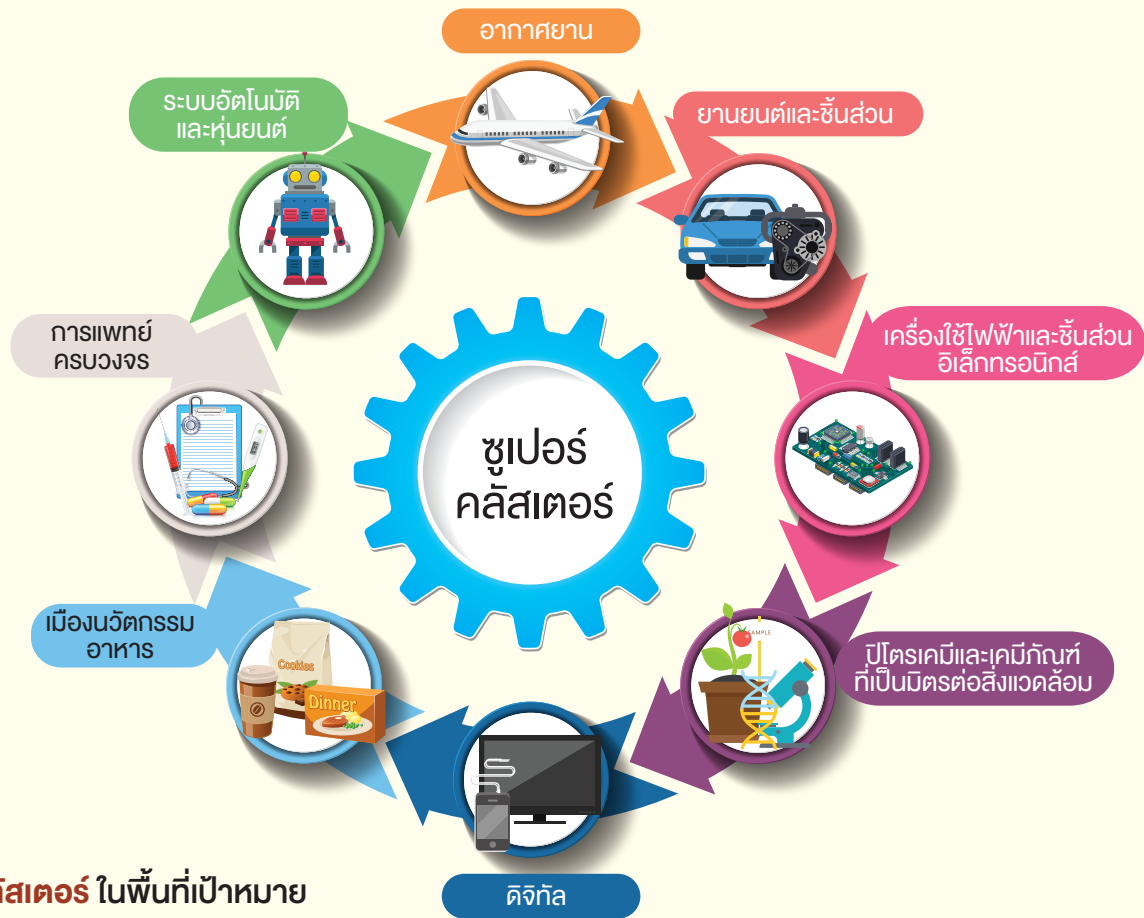 อากาศยาน
ยานยนต์และชิ้นส่วน
เครื่องใช้ไฟฟ้าและชิ้นส่วน
อิเล็กทรอนิกส์
ปิโตรเคมีและเคมีภัณฑ์
ที่เป็นมิตรต่อสิ่งแวดล้อม
SAMPLE
ดิจิทัล
เมืองนวัตกรรม
อาหาร
Cookies
Dinner
การแพทย์
ครบวงจร
ระบบอัตโนมัติ
และหุ่นยนต์
ซูเปอร์
คลัสเตอร์
ัสเตอร์ ในพื้นที่เป้าหมาย